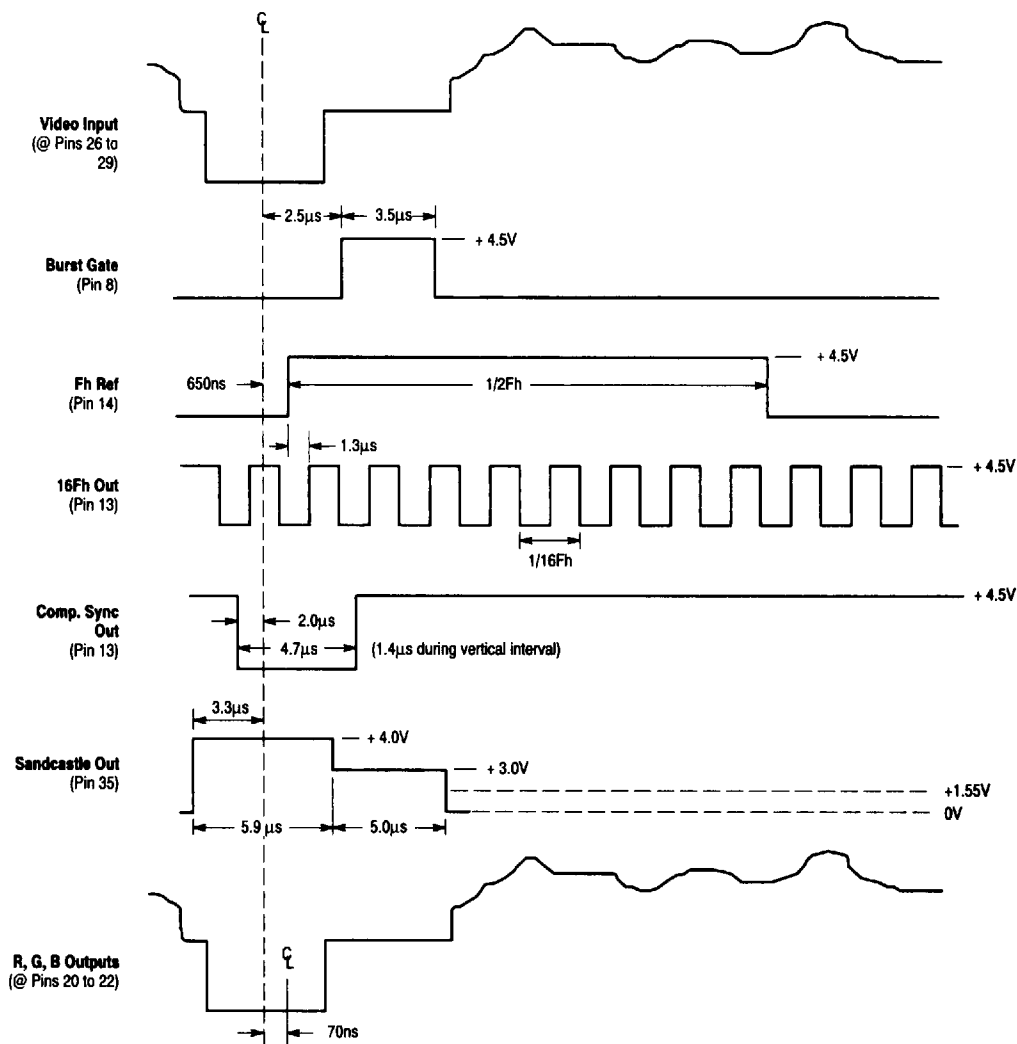 ℄
Video Input
(@ Pins 26 to
29)
2.5µs
3.5µs
+ 4.5V
Burst Gate
(Pin 8)
+ 4.5V
650ns
Fh Ref
(Pin 14)
1/2Fh
1.3µs
+ 4.5V
16Fh Out
(Pin 13)
1/16Fh
+ 4.5V
Comp. Sync
Out
(Pin 13)
2.0µs
4.7µs
(1.4µs during vertical interval)
3.3µs
+ 4.0V
Sandcastle Out
(Pin 35)
+ 3.0V
+1.55V
0V
5.9 µs
5.0µs
R, G, B Outputs
(@ Pins 20 to 22)
℄
70ns